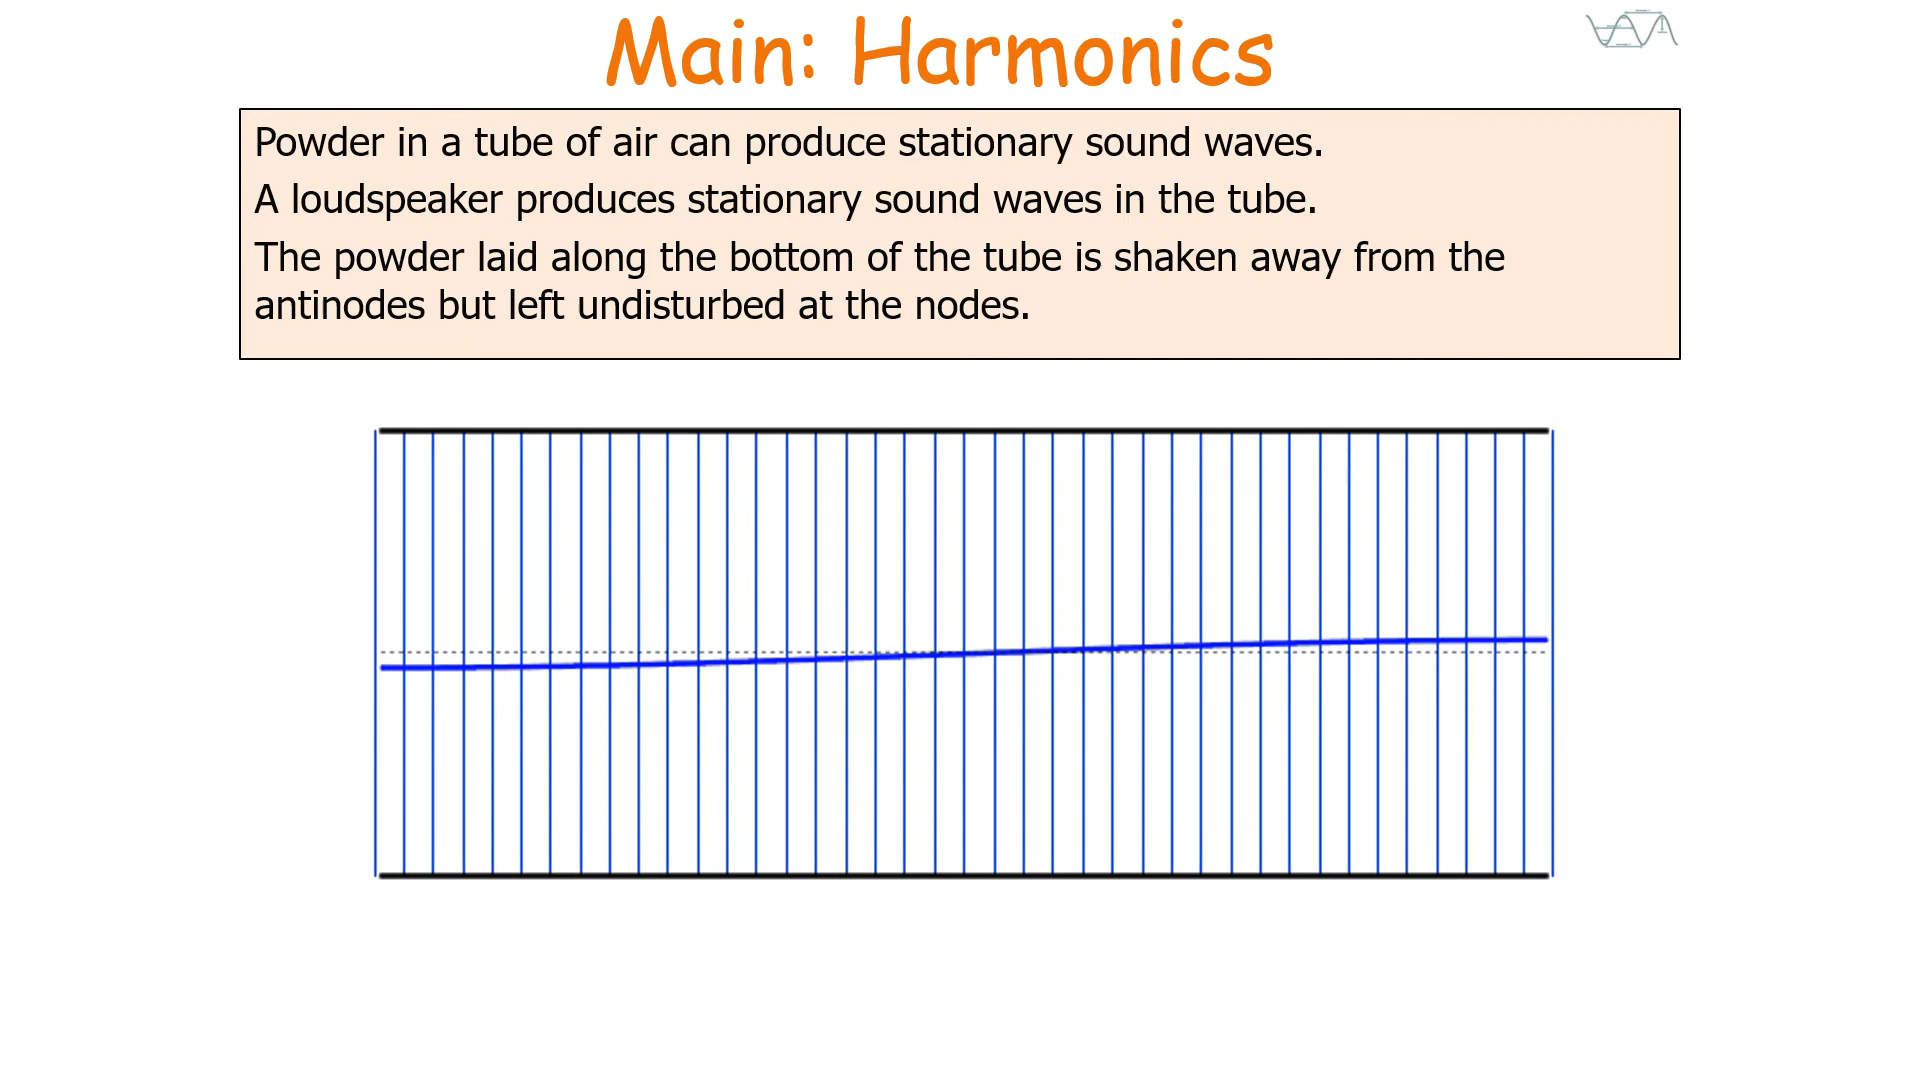 Main: Harmonics
Powder in a tube of air can produce stationary sound waves.
A loudspeaker produces stationary sound waves in the tube.
The powder laid along the bottom of the tube is shaken away from the
antinodes but left undisturbed at the nodes.